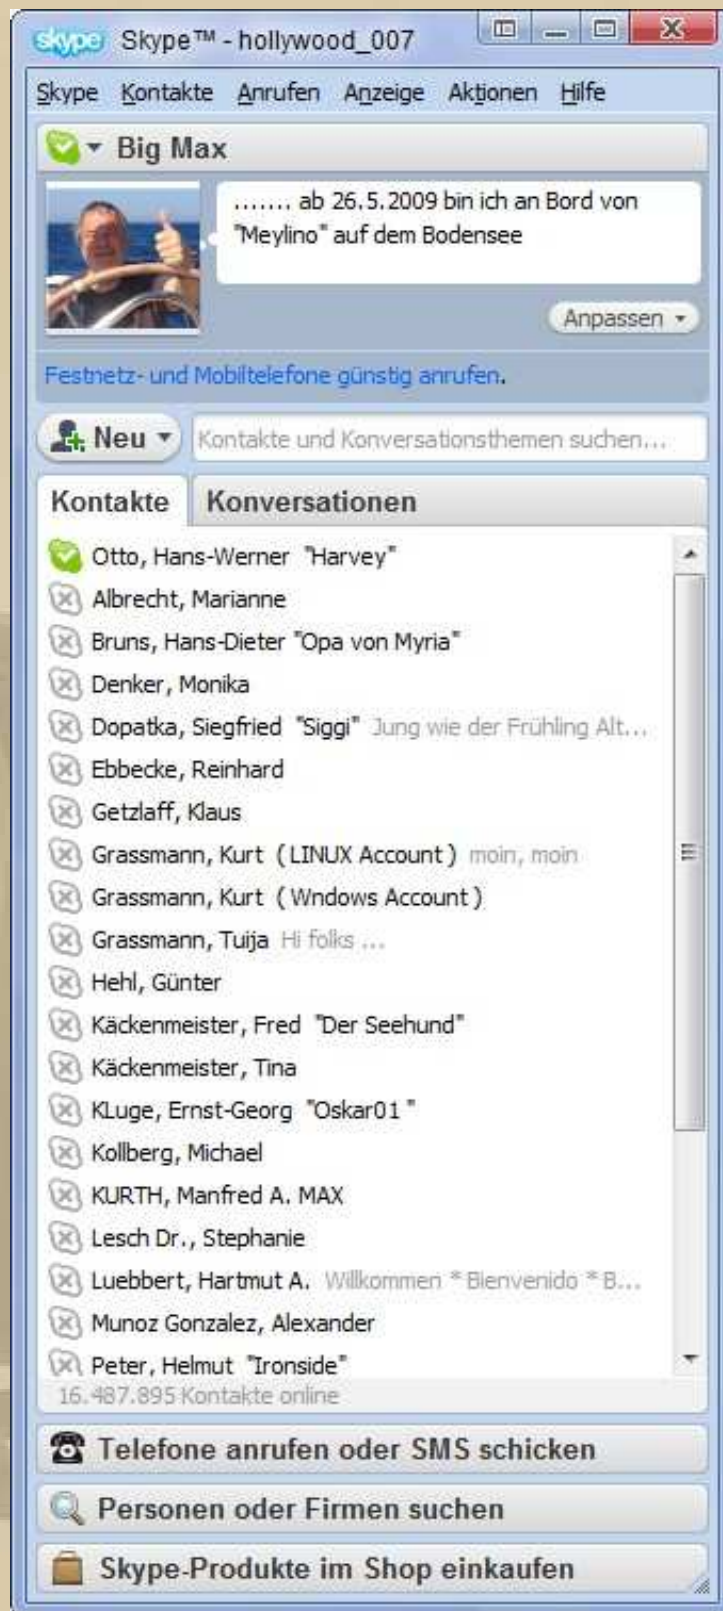 skype Skype™ - hollywood_007
Skype Kontakte Anrufen Anzeige Aktionen Hilfe
Big Max
....... ab 26.5.2009 bin ich an Bord von
"Meylino" auf dem Bodensee
Anpassen
Festnetz- und Mobiltelefone günstig anrufen.
Neu Kontakte und Konversationsthemen suchen...
Kontakte Konversationen
Otto, Hans-Werner "Harvey"
Albrecht, Marianne
Bruns, Hans-Dieter "Opa von Myria"
Denker, Monika
Dopatka, Siegfried "Siggi" Jung wie der Frühling Alt...
Ebbecke, Reinhard
Getzlaff, Klaus
Grassmann, Kurt ( LINUX Account ) moin, moin
Grassmann, Kurt ( Wndows Account )
Grassmann, Tuija Hi folks ...
Hehl, Günter
Käckenmeister, Fred "Der Seehund"
Käckenmeister, Tina
KLuge, Ernst-Georg "Oskar01 "
Kollberg, Michael
KURTH, Manfred A. MAX
Lesch Dr., Stephanie
Luebbert, Hartmut A. Willkommen * Bienvenido * B...
Munoz Gonzalez, Alexander
Peter, Helmut "Ironside"
16.487.895 Kontakte online
Telefone anrufen oder SMS schicken
Personen oder Firmen suchen
Skype-Produkte im Shop einkaufen